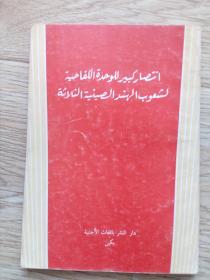 انتصار كبير للوحدة الكفاحية
لشعوب الهند الصينية الثلاثة
دار النشر باللغات الأجنبية
بكين